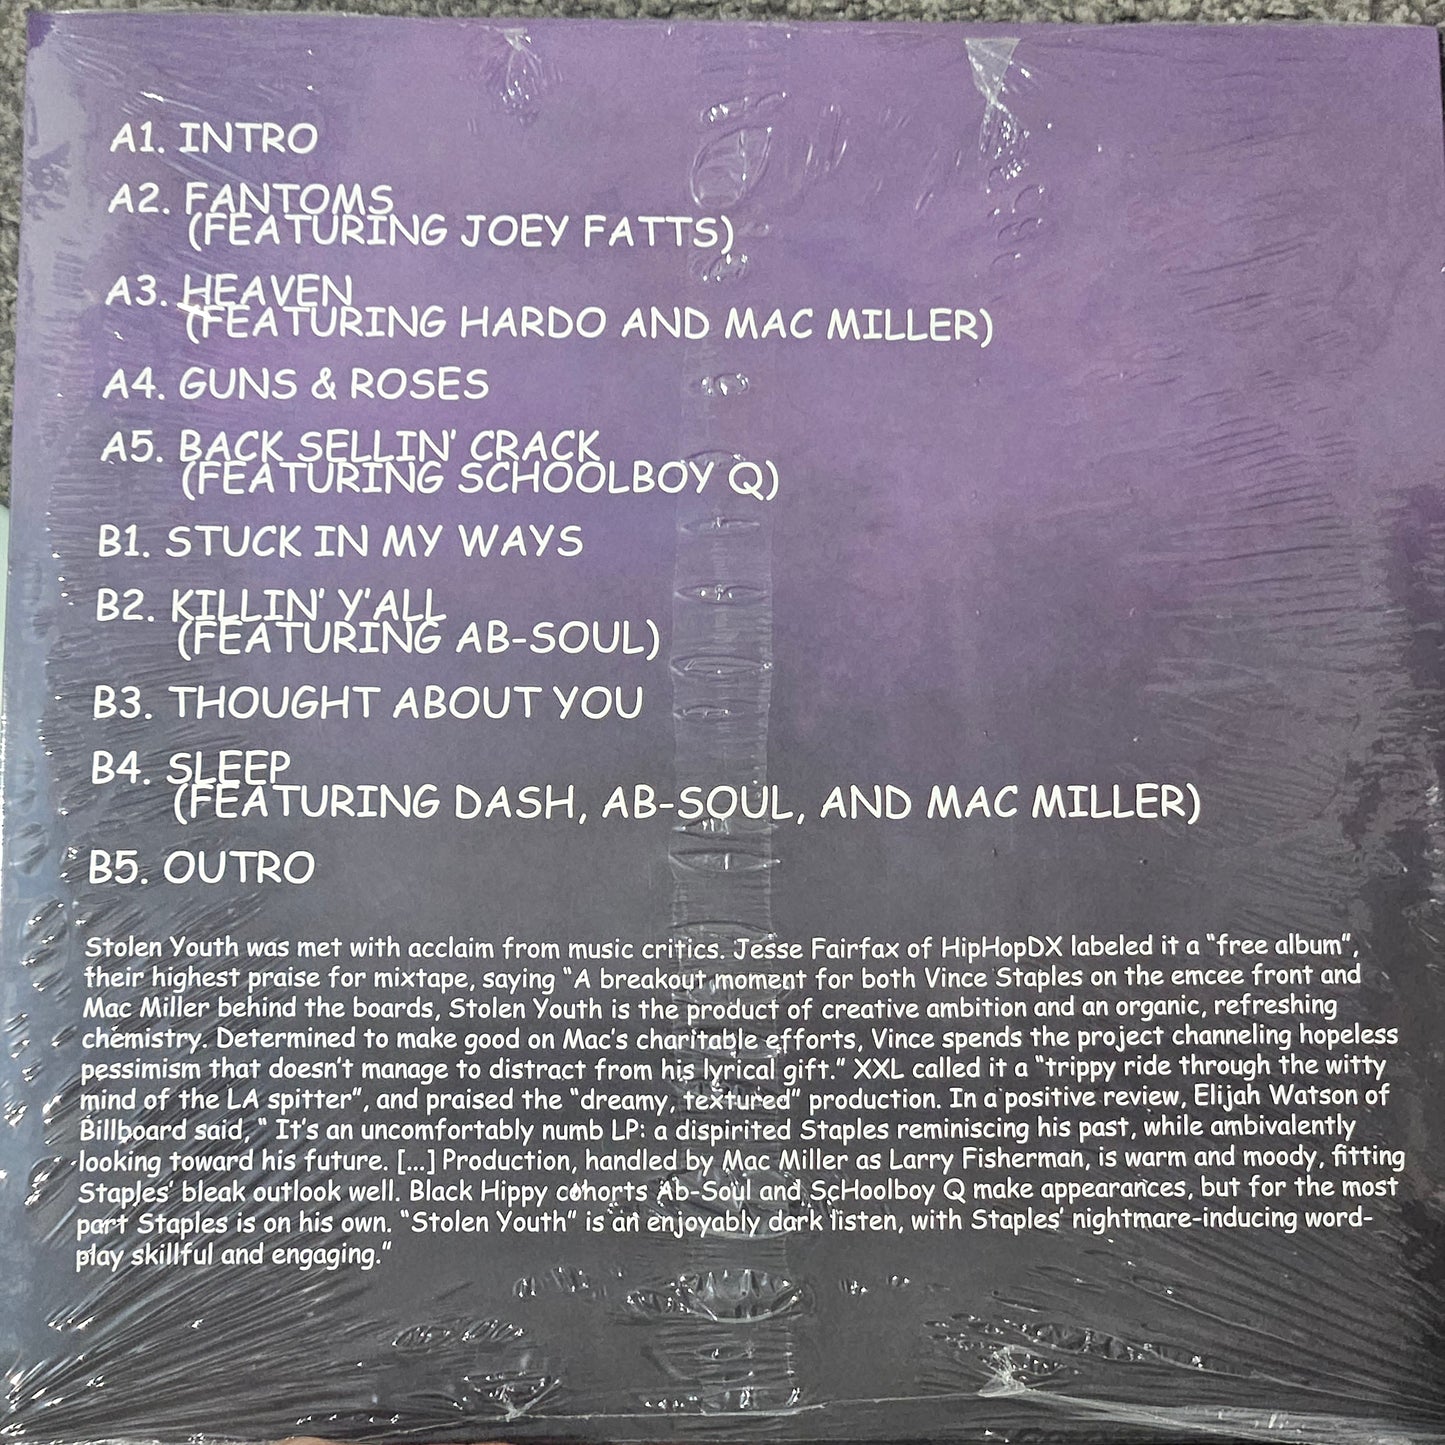 A1. INTRO
A2. FANTOMS
(FEATURING JOEY FATTS)
A3. HEAVEN
(FEATURING HARDO AND MAC MILLER)
A4. GUNS & ROSES
A5. BACK SELLIN' CRACK
(FEATURING SCHOOLBOY Q)
B1. STUCK IN MY WAYS
B2. KILLIN' Y'ALL
(FEATURING AB-SOUL)
B3. THOUGHT ABOUT YOU
B4. SLEEP
(FEATURING DASH, AB-SOUL, AND MAC MILLER)
B5. OUTRO
Stolen Youth was met with acclaim from music critics. Jesse Fairfax of HipHopDX labeled it a "free album",
their highest praise for mixtape, saying "A breakout moment for both Vince Staples on the emcee front and
Mac Miller behind the boards, Stolen Youth is the product of creative ambition and an organic, refreshing
chemistry. Determined to make good on Mac's charitable efforts, Vince spends the project channeling hopeless
pessimism that doesn't manage to distract from his lyrical gift." XXL called it a "trippy ride through the witty
mind of the LA spitter", and praised the "dreamy, textured" production. In a positive review, Elijah Watson of
Billboard said, " It's an uncomfortably numb LP: a dispirited Staples reminiscing his past, while ambivalently
looking toward his future. [...] Production, handled by Mac Miller as Larry Fisherman, is warm and moody, fitting
Staples' bleak outlook well. Black Hippy cohorts Ab-Soul and ScHoolboy Q make appearances, but for the most
part Staples is on his own. "Stolen Youth" is an enjoyably dark listen, with Staples' nightmare-inducing word-
play skillful and engaging."